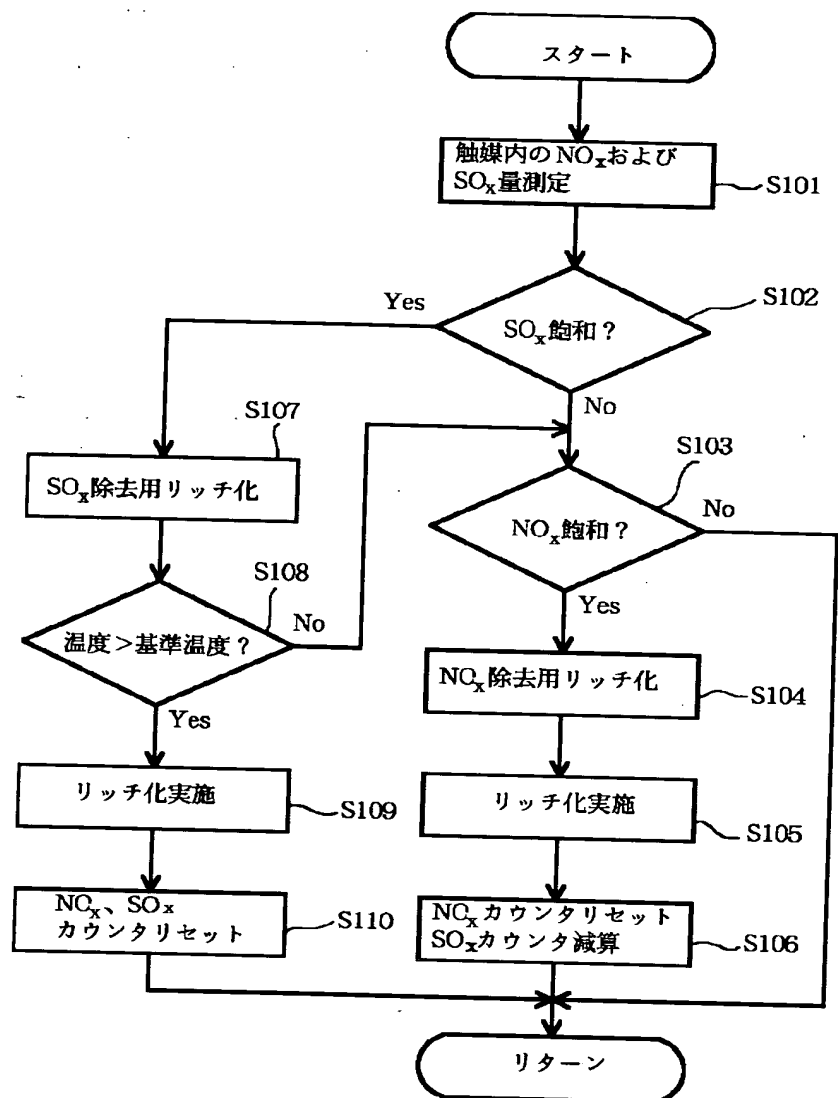 スタート
触媒内のNOxおよび
SOx量測定
S101
S102
Yes
SOx飽和？
No
S107
SOx除去用リッチ化
S103
NOx飽和？
No
Yes
S108
温度＞基準温度？
No
Yes
NOx除去用リッチ化
S104
リッチ化実施
S109
リッチ化実施
S105
NOx、SOx
カウンタリセット
S110
NOxカウンタリセット
SOxカウンタ減算
S106
リターン